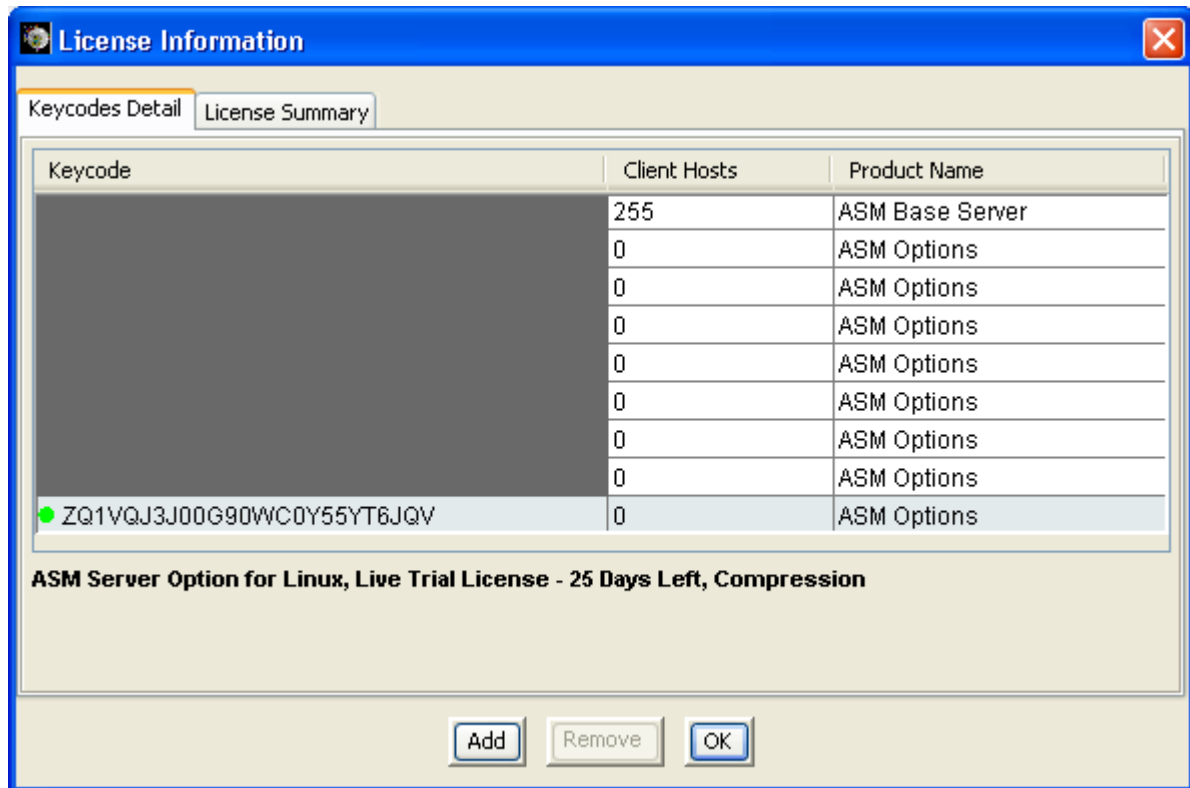 License Information
Keycodes Detail License Summary
Keycode Client Hosts Product Name
255 ASM Base Server
0 ASM Options
0 ASM Options
0 ASM Options
0 ASM Options
0 ASM Options
0 ASM Options
0 ASM Options
ZQ1VQJ3J00G90WC0Y55YT6JQV 0 ASM Options
ASM Server Option for Linux, Live Trial License - 25 Days Left, Compression
Add Remove OK